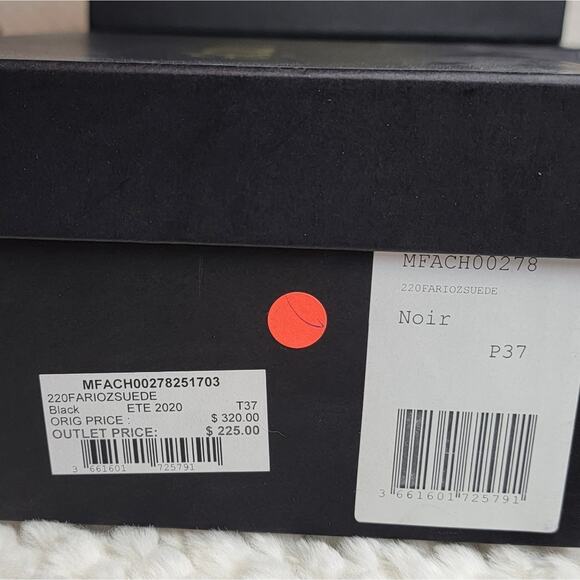 MFACH00278
220FARIOZSUEDE
Noir
P37
3 661601 725791
MFACH00278251703
220FARIOZSUEDE
Black ETE 2020 T37
ORIG PRICE : $ 320.00
OUTLET PRICE: $ 225.00
3 661601 725791